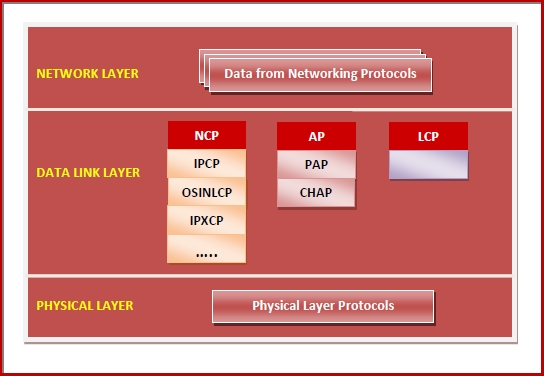 NETWORK LAYER
Data from Networking Protocols
DATA LINK LAYER
NCP
IPCP
OSINLCP
IPXCP
.....
AP
PAP
CHAP
LCP
PHYSICAL LAYER
Physical Layer Protocols